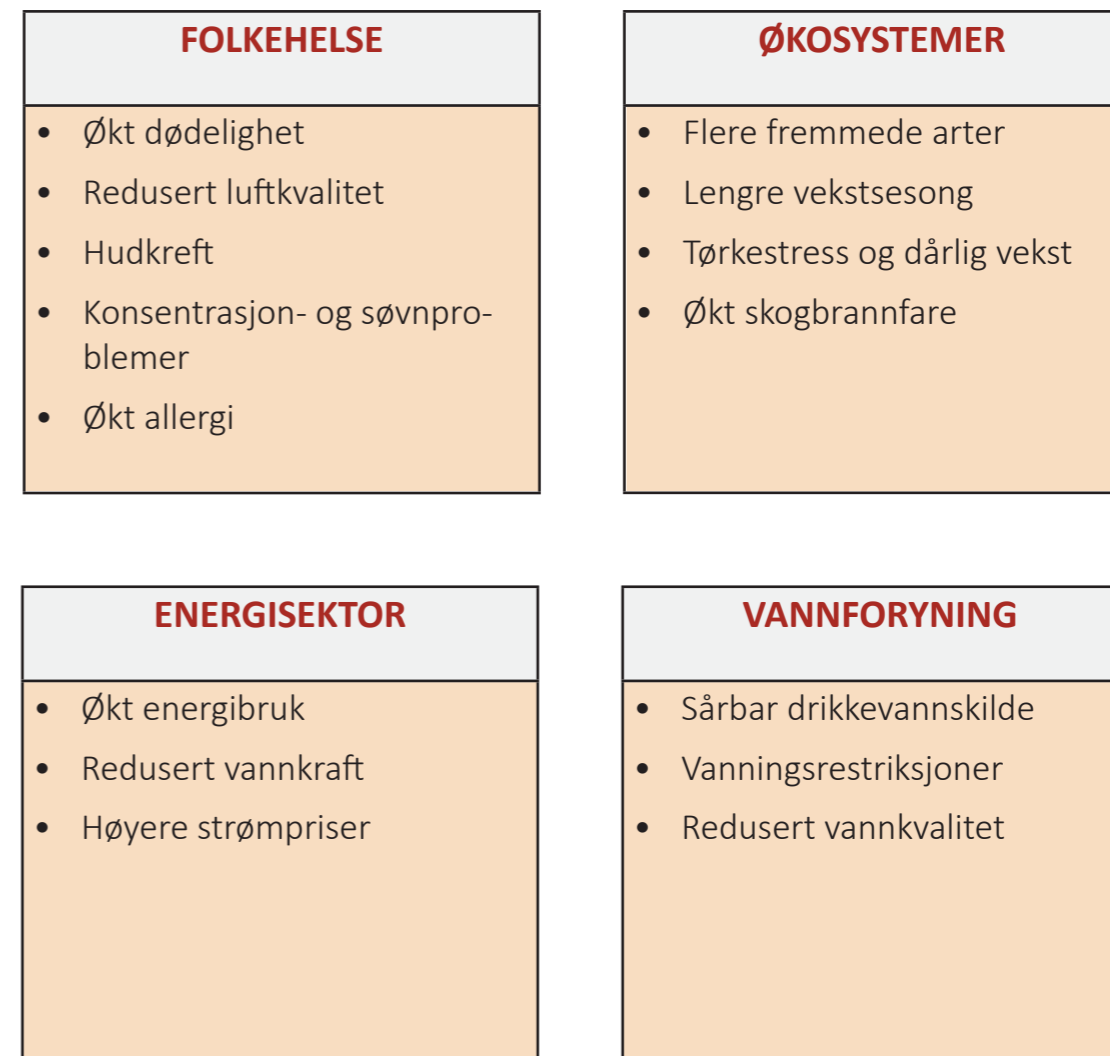 FOLKEHELSE
• Økt dødelighet
• Redusert luftkvalitet
• Hudkreft
• Konsentrasjon- og søvnpro-
blemer
• Økt allergi
ØKOSYSTEMER
• Flere fremmede arter
• Lengre vekstsesong
• Tørkestress og dårlig vekst
• Økt skogbrannfare
ENERGISEKTOR
• Økt energibruk
• Redusert vannkraft
• Høyere strømpriser
VANNFORYNING
• Sårbar drikkevannskilde
• Vanningsrestriksjoner
• Redusert vannkvalitet